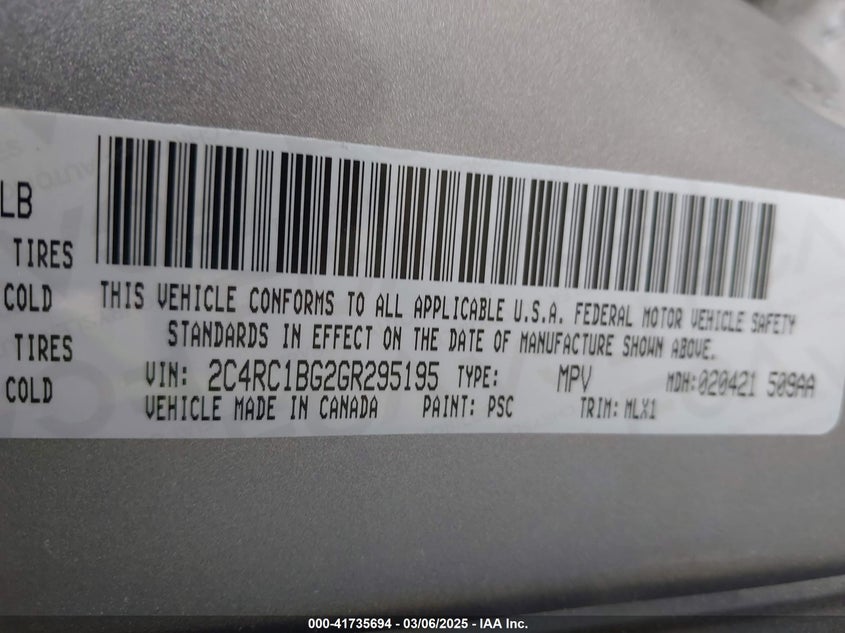 LB
TIRES
COLD
TIRES
COLD
THIS VEHICLE CONFORMS TO ALL APPLICABLE U.S.A. FEDERAL MOTOR VEHICLE SAFETY
STANDARDS IN EFFECT ON THE DATE OF MANUFACTURE SHOWN ABOVE.
VIN: 2C4RC1BG2GR295195 TYPE: MPV MDH: 020421 509AA
VEHICLE MADE IN CANADA PAINT: PSC TRIM: MLX1
000-41735694 - 03/06/2025 - IAA Inc.